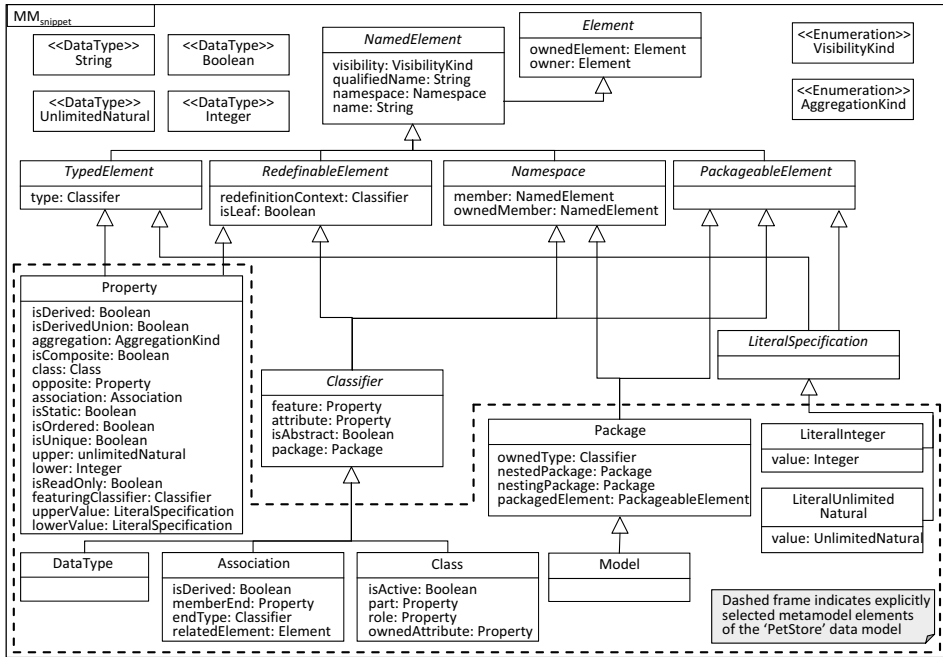 MMsnippet
<<DataType>>
String
<<DataType>>
Boolean
<<DataType>>
UnlimitedNatural
<<DataType>>
Integer
NamedElement
visibility: VisibilityKind
qualifiedName: String
namespace: Namespace
name: String
Element
ownedElement: Element
owner: Element
<<Enumeration>>
VisibilityKind
<<Enumeration>>
AggregationKind
TypedElement
type: Classifer
RedefinableElement
redefinitionContext: Classifier
isLeaf: Boolean
Namespace
member: NamedElement
ownedMember: NamedElement
PackageableElement
Property
isDerived: Boolean
isDerivedUnion: Boolean
aggregation: AggregationKind
isComposite: Boolean
class: Class
opposite: Property
association: Association
isStatic: Boolean
isOrdered: Boolean
isUnique: Boolean
upper: unlimitedNatural
lower: Integer
isReadOnly: Boolean
featuringClassifier: Classifier
upperValue: LiteralSpecification
lowerValue: LiteralSpecification
Classifier
feature: Property
attribute: Property
isAbstract: Boolean
package: Package
LiteralSpecification
Package
ownedType: Classifier
nestedPackage: Package
nestingPackage: Package
packagedElement: PackageableElement
LiteralInteger
value: Integer
LiteralUnlimited
Natural
value: UnlimitedNatural
DataType
Association
isDerived: Boolean
memberEnd: Property
endType: Classifier
relatedElement: Element
Class
isActive: Boolean
part: Property
role: Property
ownedAttribute: Property
Model
Dashed frame indicates explicitly
selected metamodel elements
of the 'PetStore' data model